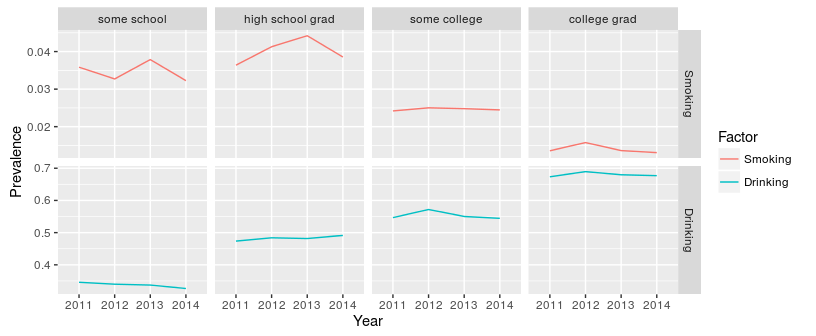 some school high school grad some college college grad
0.04
0.03
0.02
Smoking
Prevalence
0.7
0.6
0.5
0.4
Drinking
2011 2012 2013 2014 2011 2012 2013 2014 2011 2012 2013 2014 2011 2012 2013 2014
Year
Factor
Smoking
Drinking